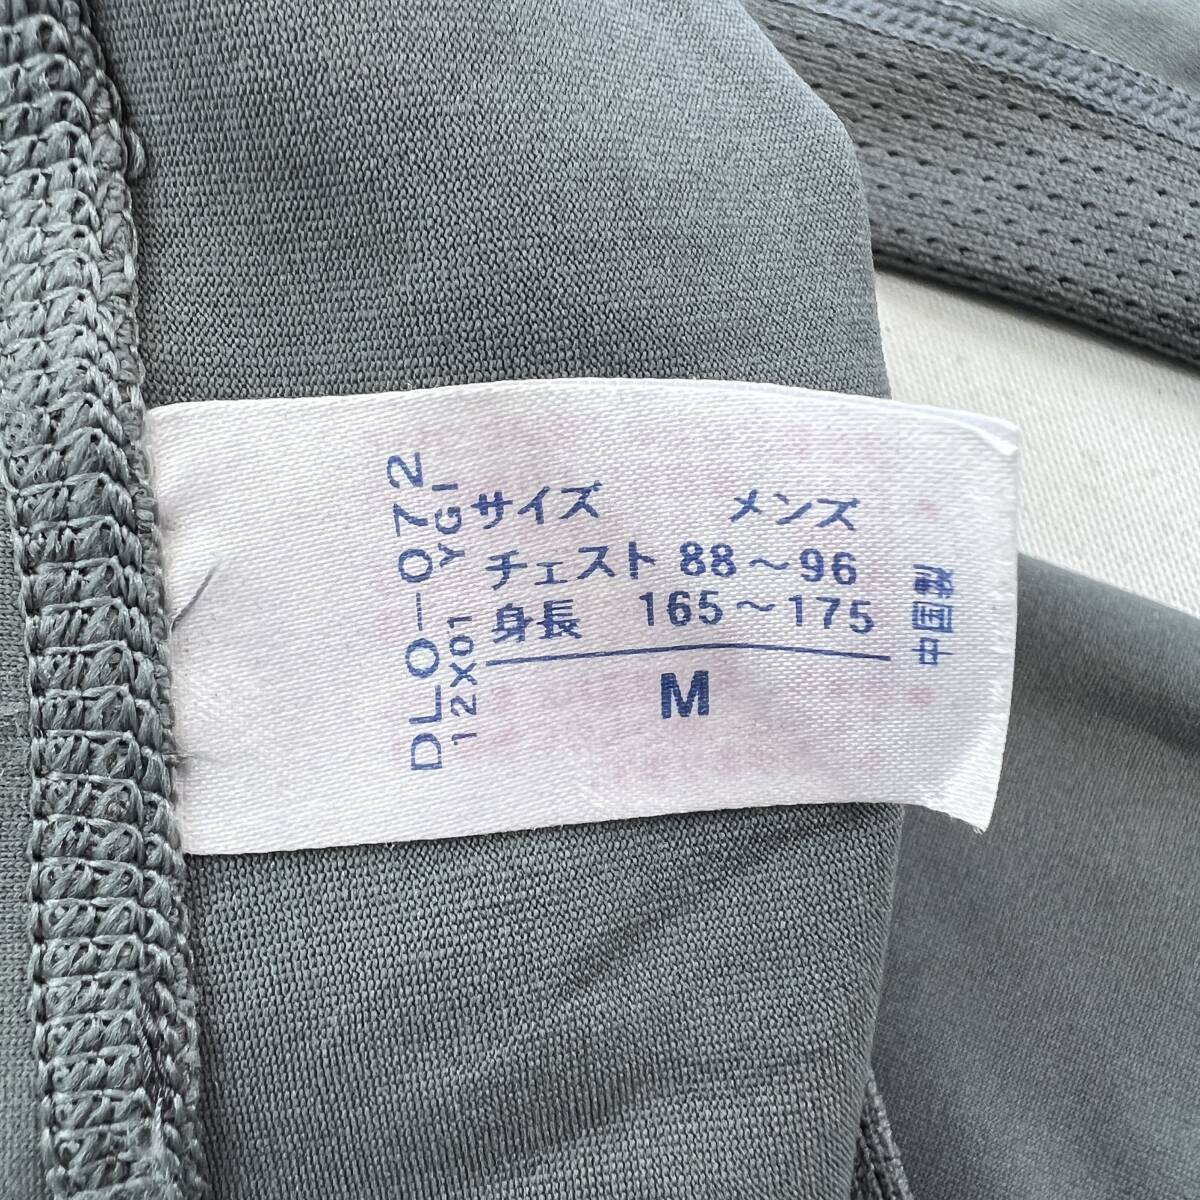 DLO-072
12X01 YGI
サイズ メンズ
チェスト 88～96
身長 165～175
M
中国製